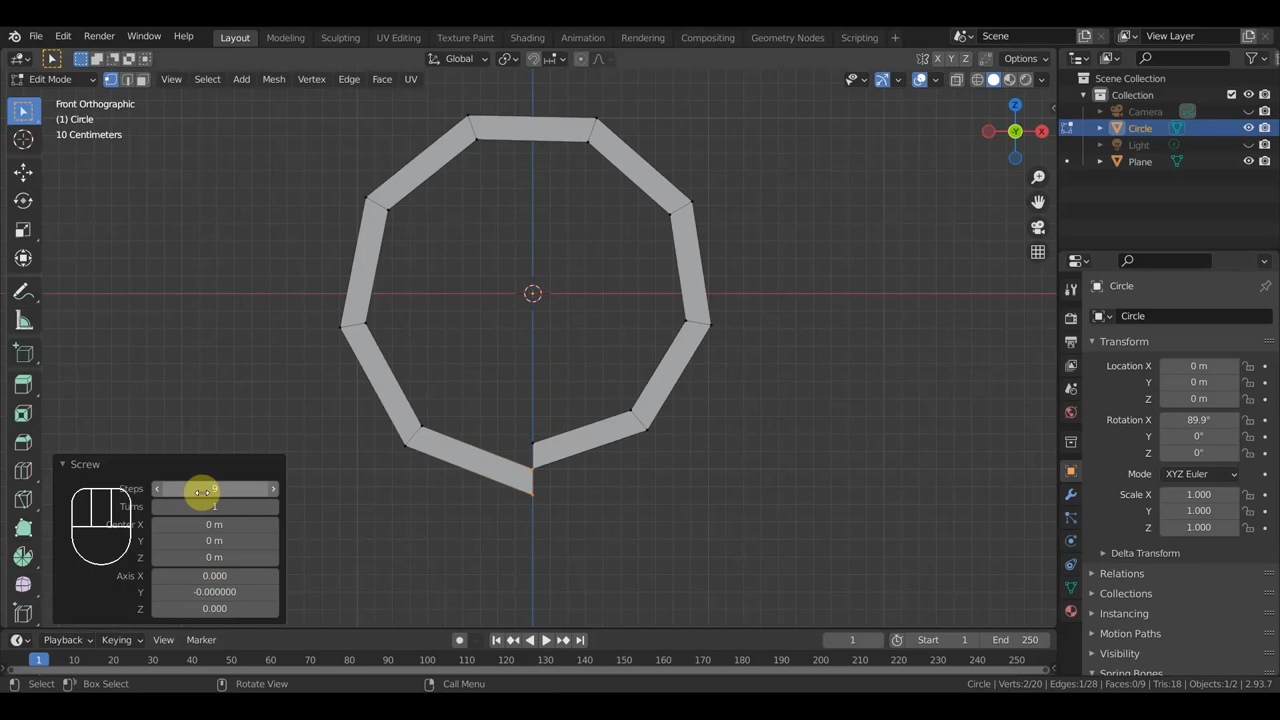 File Edit Render Window Help Layout Modeling Sculpting UV Editing Texture Paint Shading Animation Rendering Compositing Geometry Nodes Scripting + Scene View Layer
Global X Y Z Options
Edit Mode View Select Add Mesh Vertex Edge Face UV
Front Orthographic
(1) Circle
10 Centimeters
Z
-Y
X
Scene Collection
Collection
Camera
Circle
Light
Plane
Circle
Circle
Transform
Location X 0 m
Y 0 m
Z 0 m
Rotation X 89.9°
Y 0°
Z 0°
Mode XYZ Euler
Scale X 1.000
Y 1.000
Z 1.000
Delta Transform
Relations
Collections
Instancing
Motion Paths
Visibility
Spring Bones
Screw
Steps 9
Turns 1
Center X 0 m
Y 0 m
Z 0 m
Axis X 0.000
Y -0.000000
Z 0.000
Playback Keying View Marker 1 Start 1 End 250
1 10 20 30 40 50 60 70 80 90 100 110 120 130 140 150 160 170 180 190 200 210 220 230 240 250
Select Box Select Rotate View Call Menu Circle | Verts:2/20 | Edges:1/28 | Faces:0/9 | Tris:18 | Objects:1/2 | 2.93.7